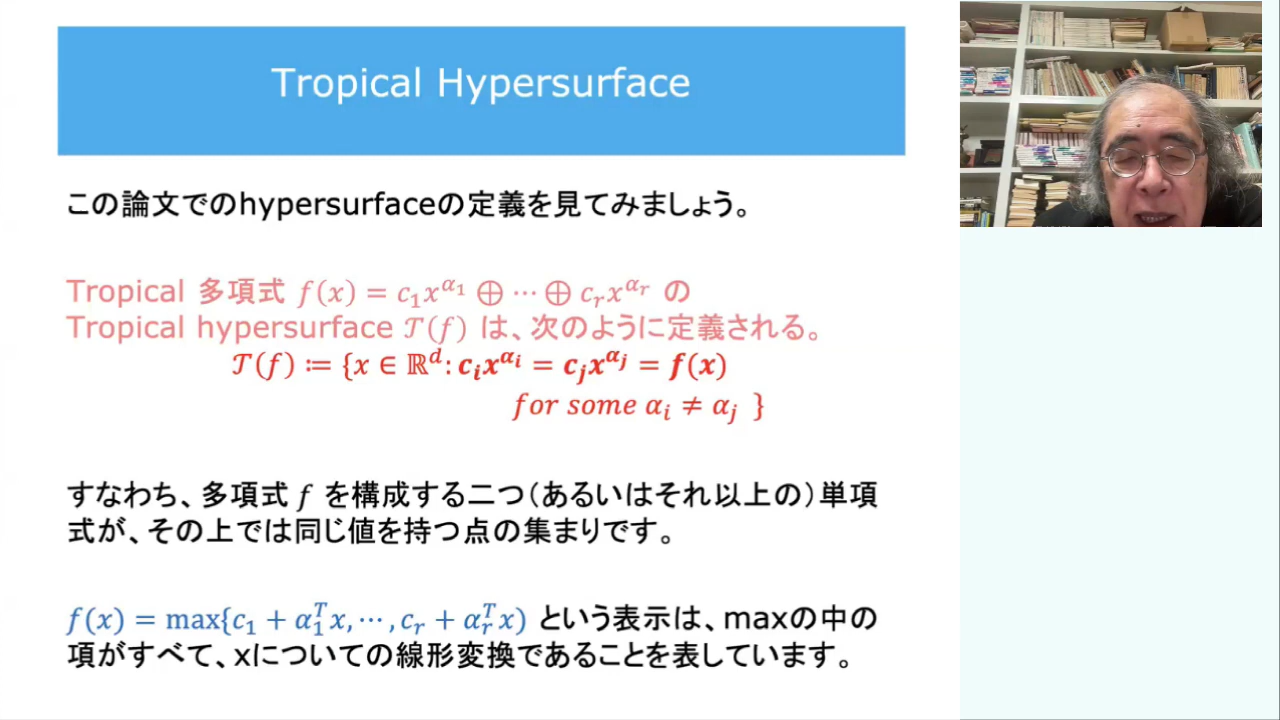 Tropical Hypersurface
この論文でのhypersurfaceの定義を見てみましょう。
Tropical 多項式 f(x) = c₁x^{α₁} ⊕ ⋯ ⊕ c_r x^{α_r} の
Tropical hypersurface 𝒯(f) は、次のように定義される。
𝒯(f) ≔ {x ∈ ℝ^d: c_i x^{α_i} = c_j x^{α_j} = f(x)
for some α_i ≠ α_j }
すなわち、多項式 f を構成する二つ(あるいはそれ以上の)単項
式が、その上では同じ値を持つ点の集まりです。
f(x) = max{c₁ + α₁^T x, ⋯ , c_r + α_r^T x) という表示は、maxの中の
項がすべて、xについての線形変換であることを表しています。